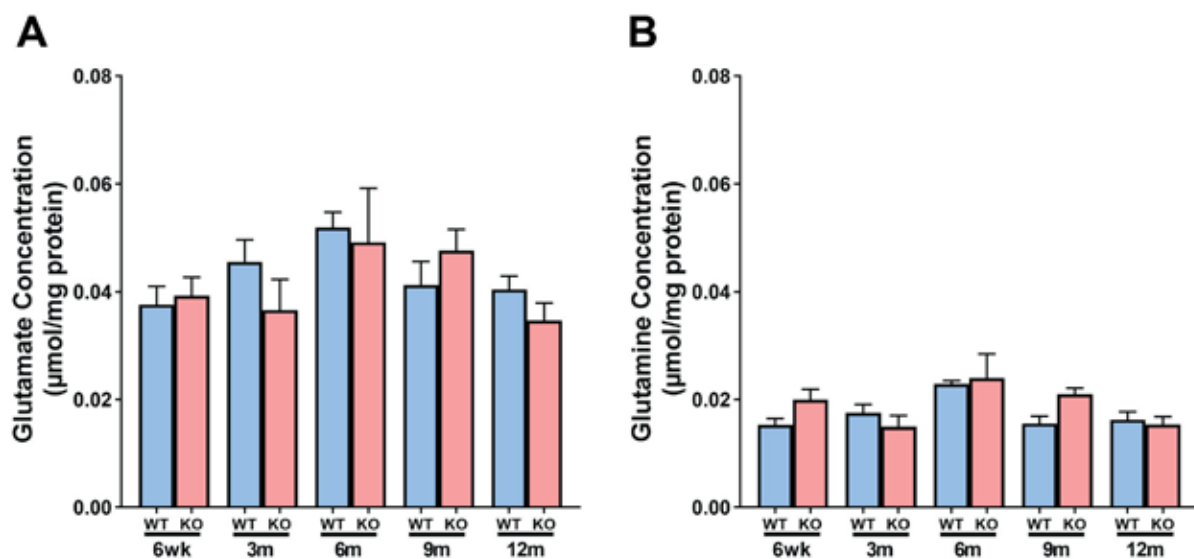 A
Glutamate Concentration
(µmol/mg protein)
0.08
0.06
0.04
0.02
0.00
WT KO WT KO WT KO WT KO WT KO
6wk 3m 6m 9m 12m
B
Glutamine Concentration
(µmol/mg protein)
0.08
0.06
0.04
0.02
0.00
WT KO WT KO WT KO WT KO WT KO
6wk 3m 6m 9m 12m